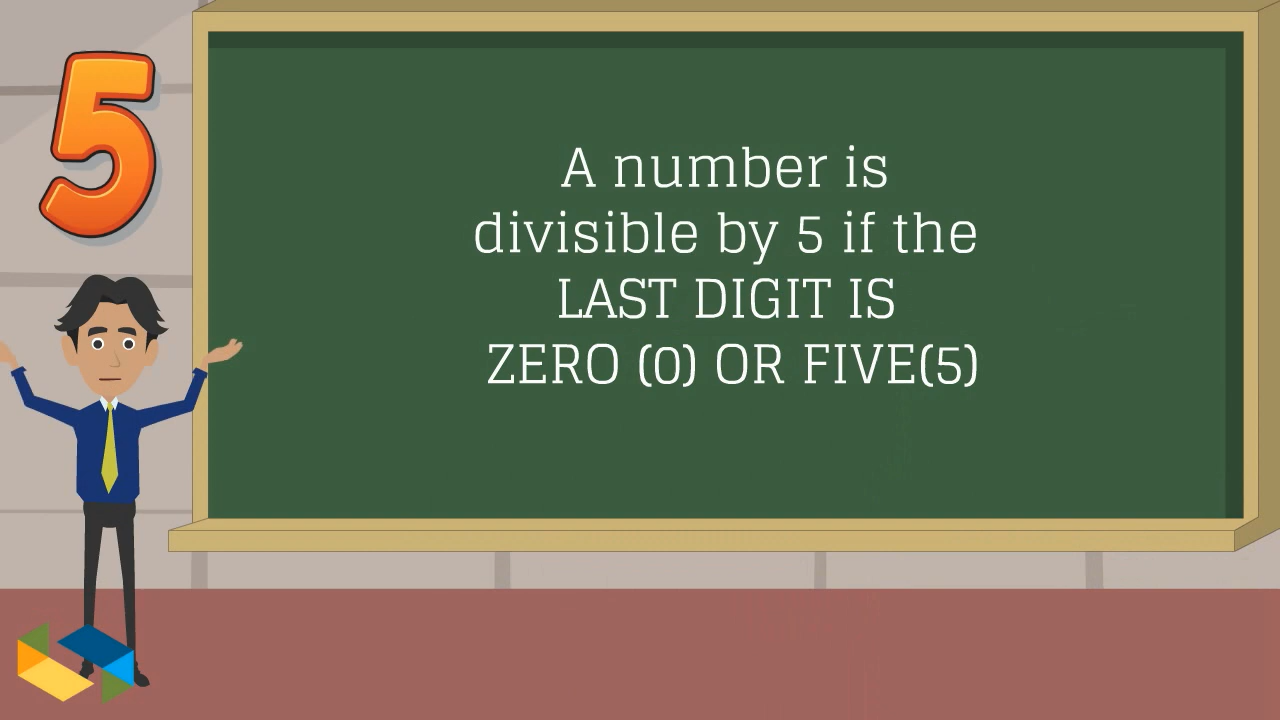 5
A number is
divisible by 5 if the
LAST DIGIT IS
ZERO (0) OR FIVE(5)